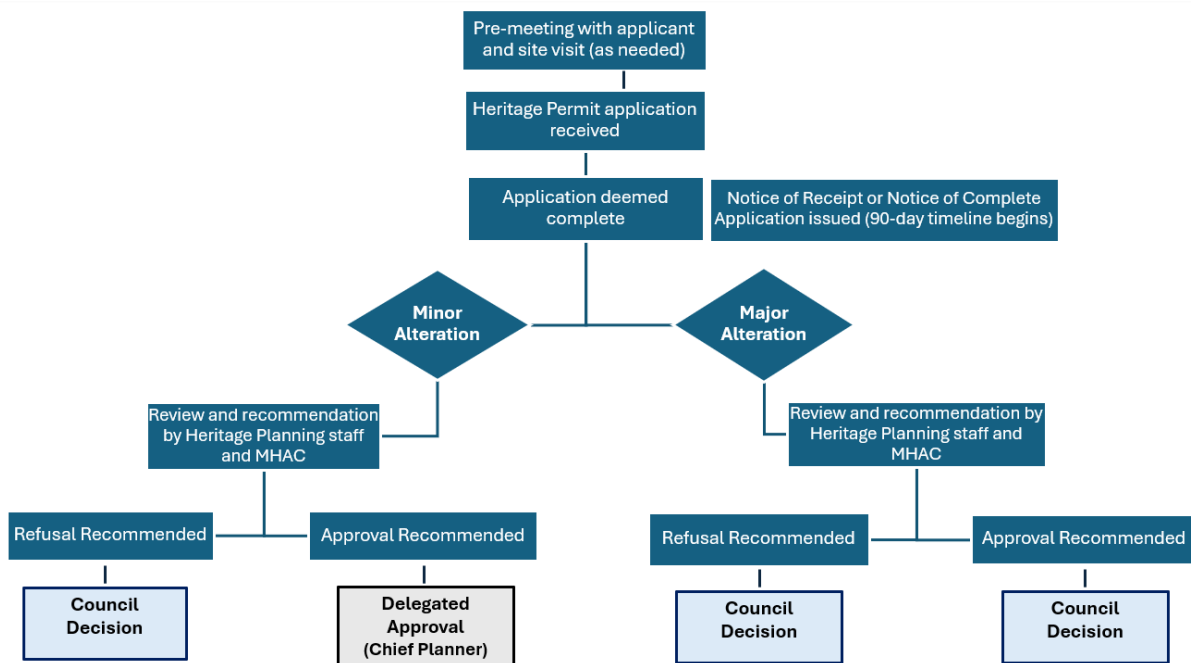 Pre-meeting with applicant
and site visit (as needed)
Heritage Permit application
received
Application deemed
complete
Notice of Receipt or Notice of Complete
Application issued (90-day timeline begins)
Minor
Alteration
Major
Alteration
Review and recommendation
by Heritage Planning staff
and MHAC
Review and recommendation by
Heritage Planning staff and
MHAC
Refusal Recommended
Approval Recommended
Refusal Recommended
Approval Recommended
Council
Decision
Delegated
Approval
(Chief Planner)
Council
Decision
Council
Decision